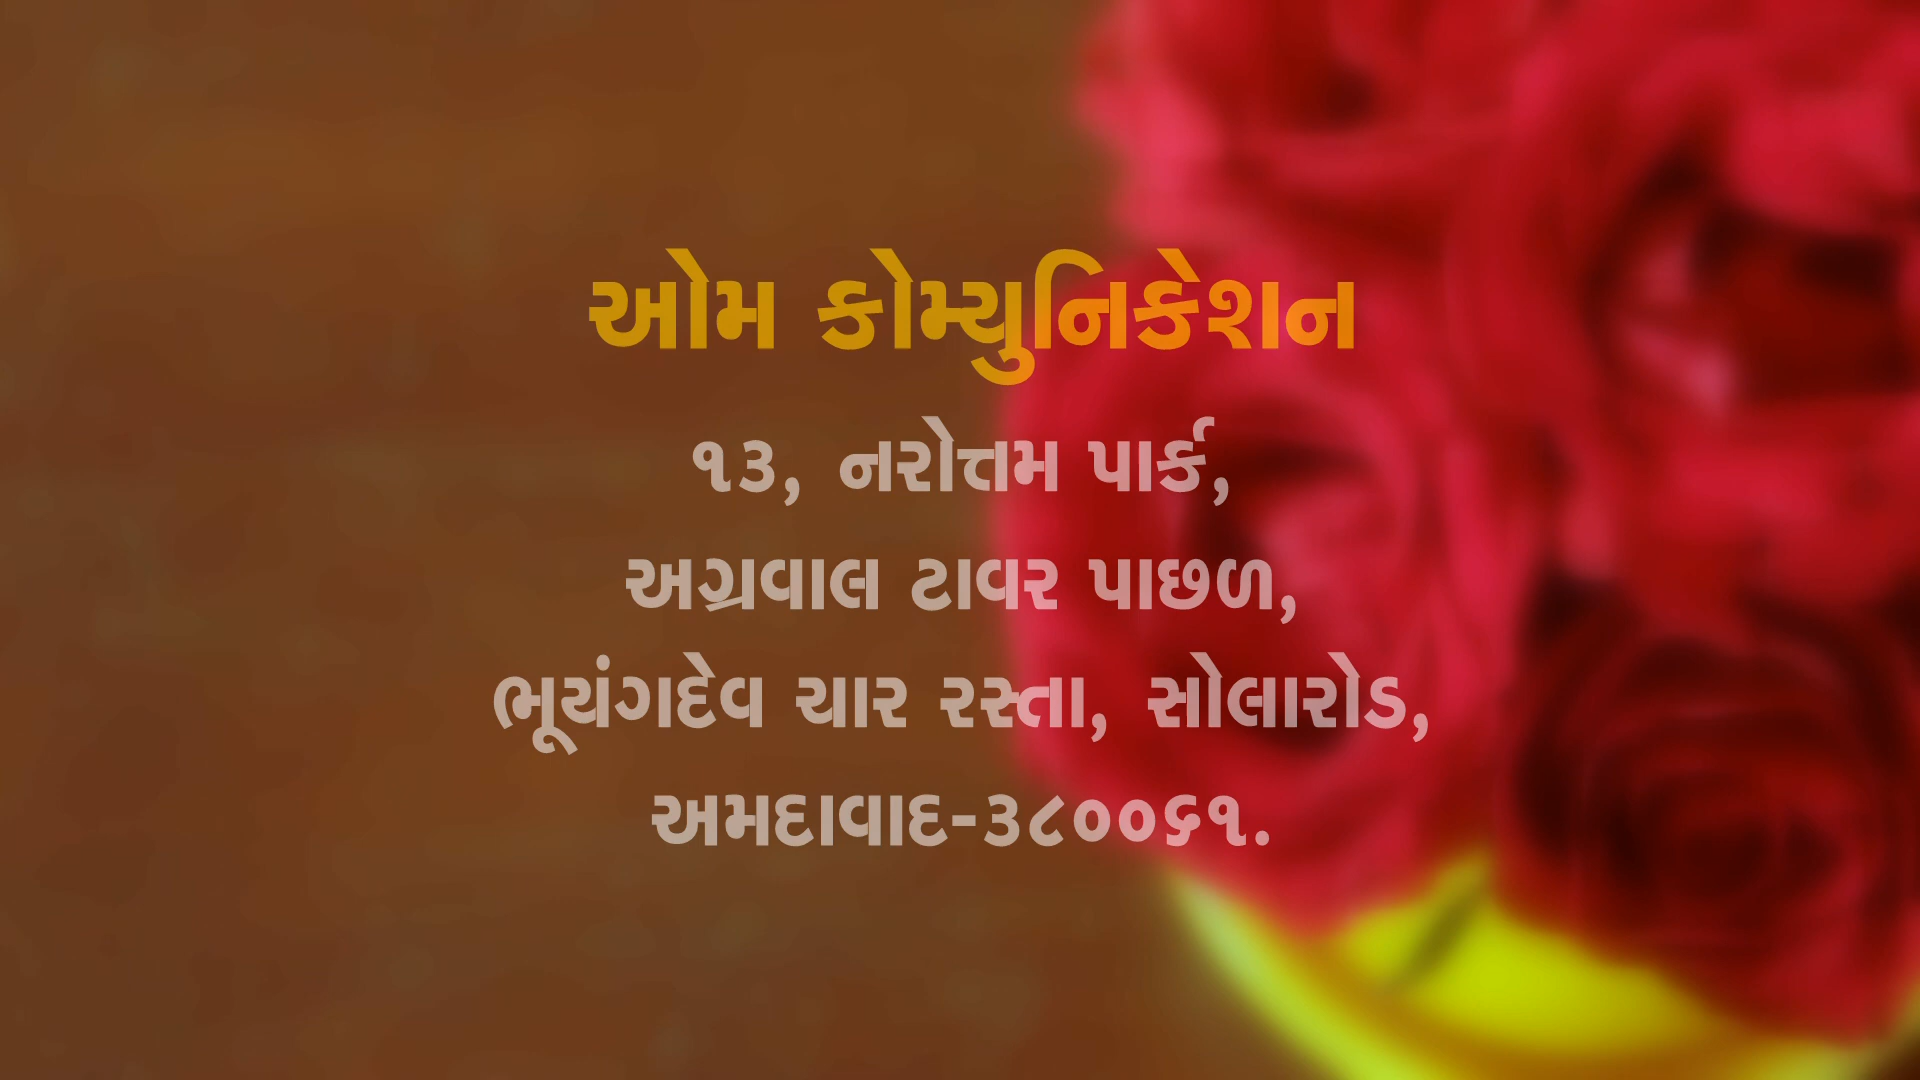 ઓમ કોમ્યુનિકેશન
૧૩, નરોત્તમ પાર્ક,
અગ્રવાલ ટાવર પાછળ,
ભૂયંગદેવ ચાર રસ્તા, સોલારોડ,
અમદાવાદ-૩૮૦૦૬૧.